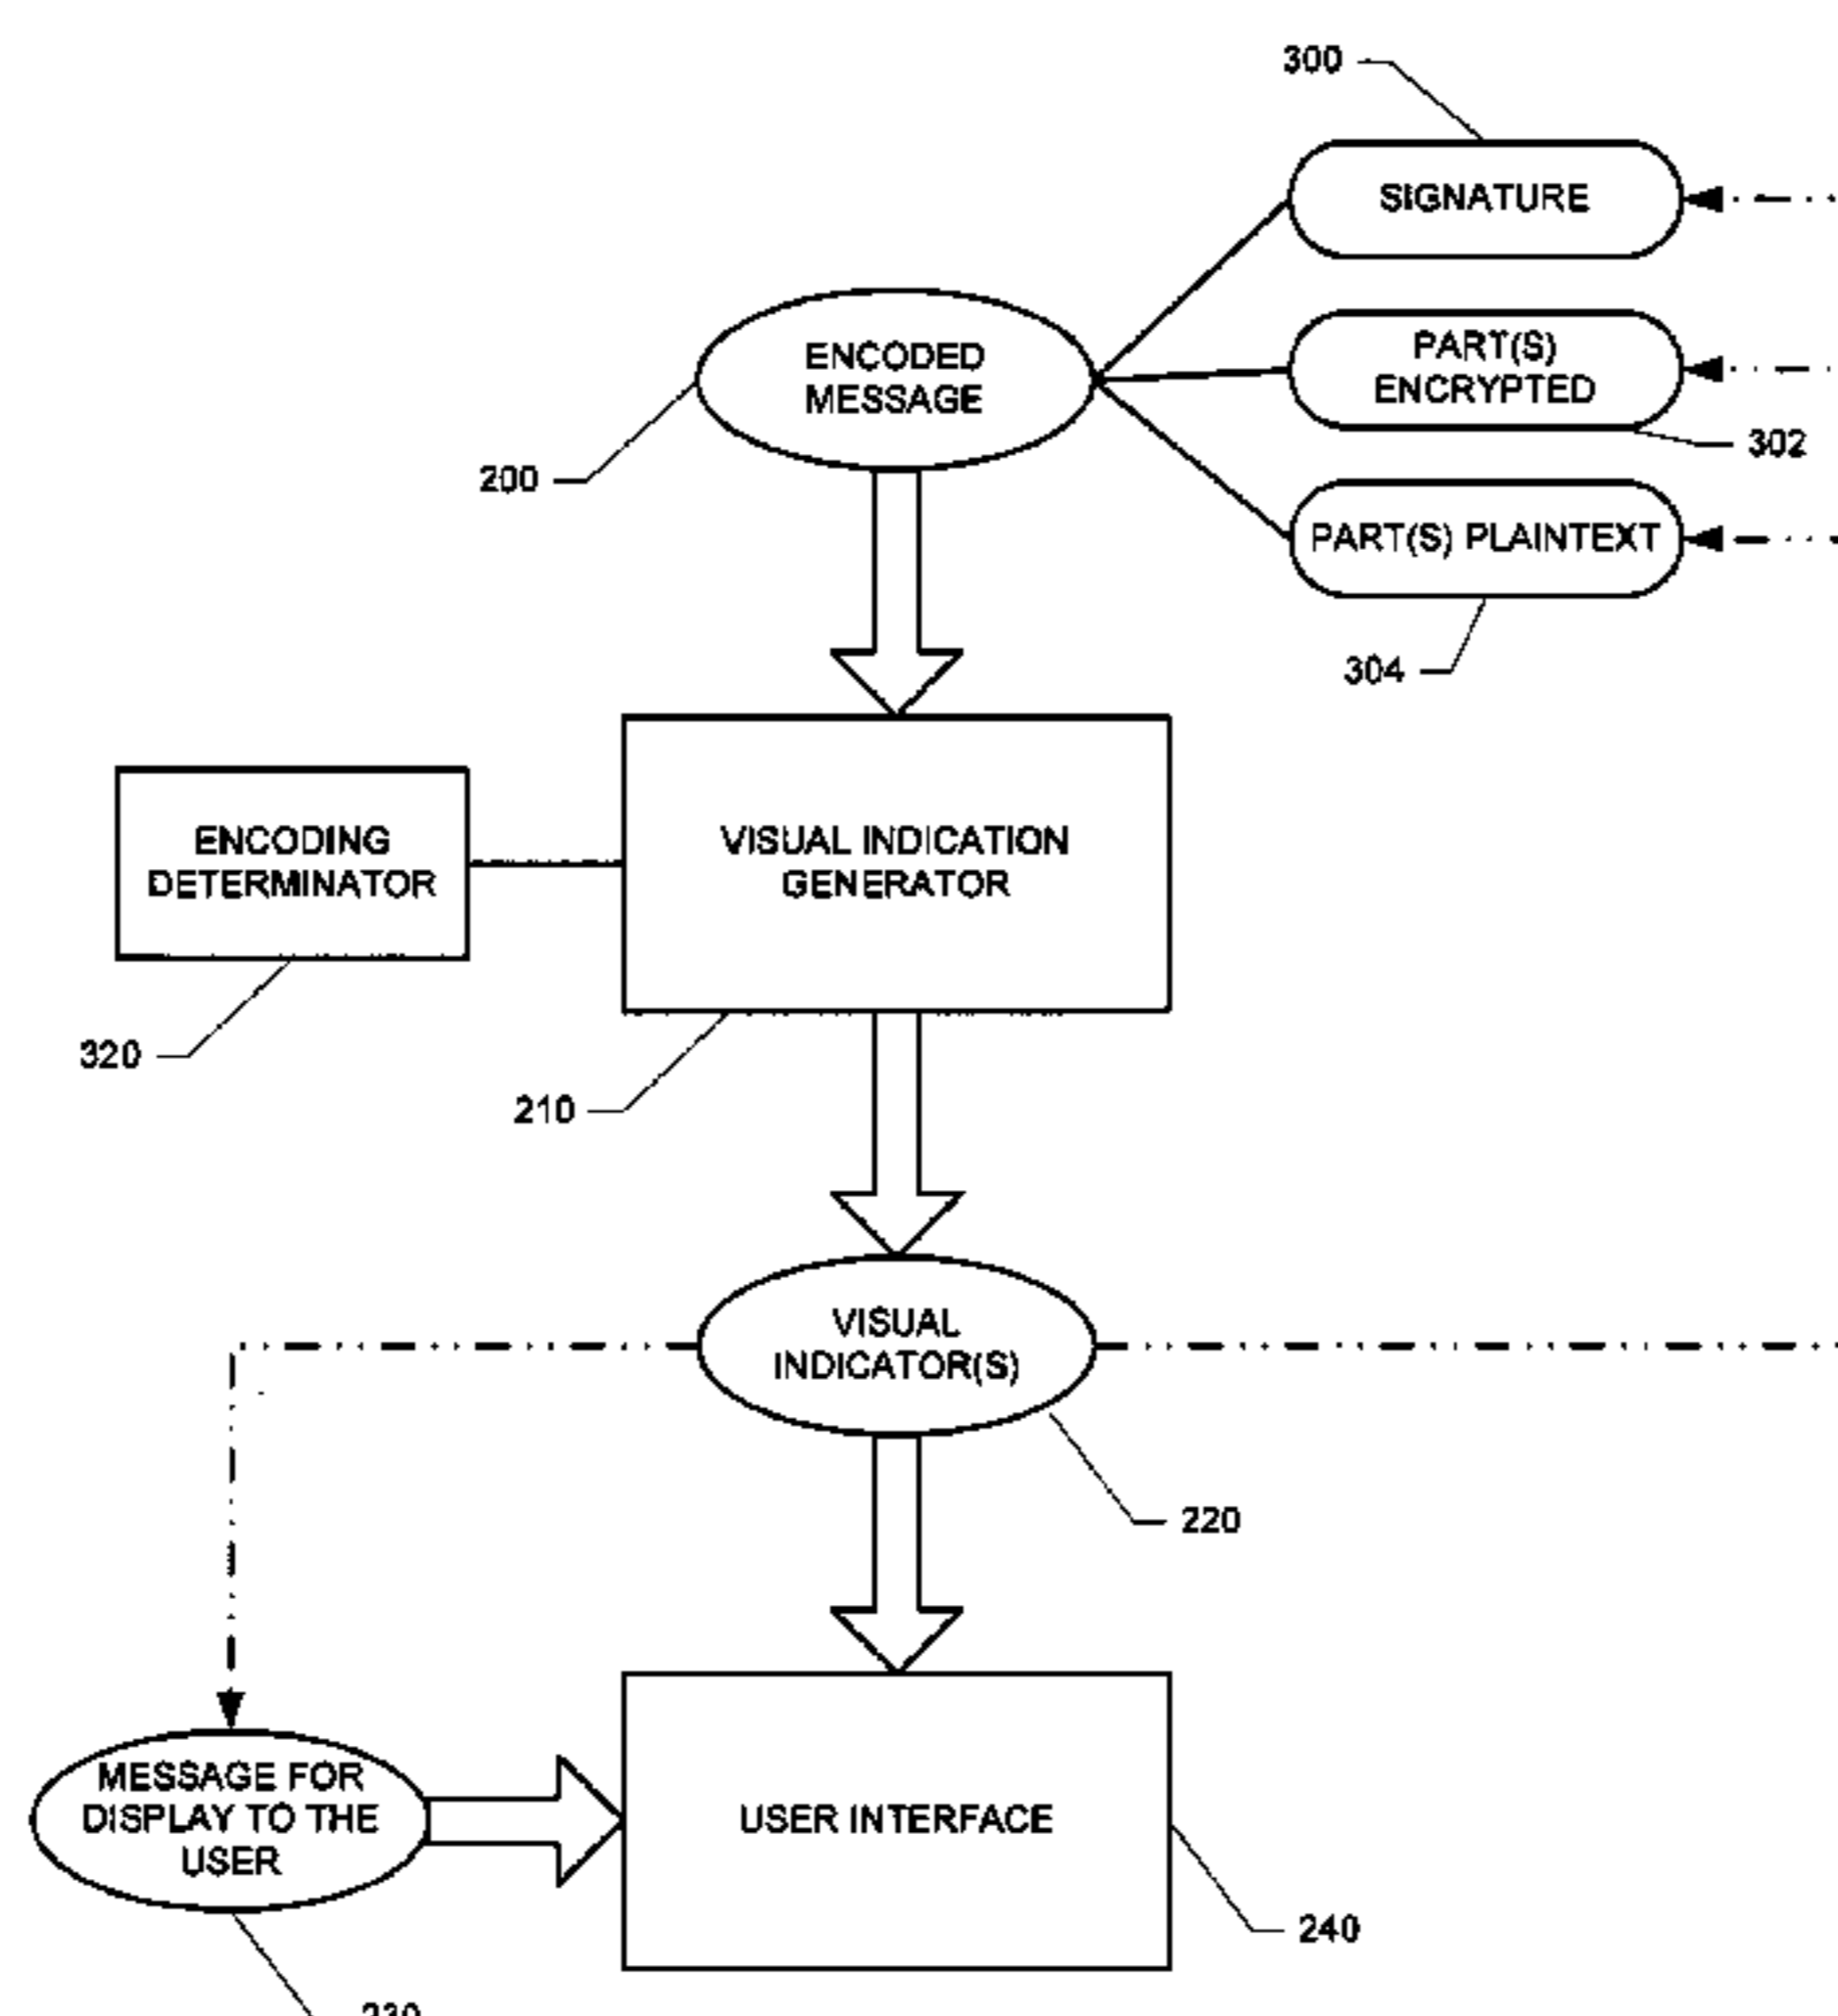 300
SIGNATURE
ENCODED
MESSAGE
PART(S)
ENCRYPTED
302
200
PART(S) PLAINTEXT
304
ENCODING
DETERMINATOR
VISUAL INDICATION
GENERATOR
320
210
VISUAL
INDICATOR(S)
220
MESSAGE FOR
DISPLAY TO THE
USER
USER INTERFACE
240